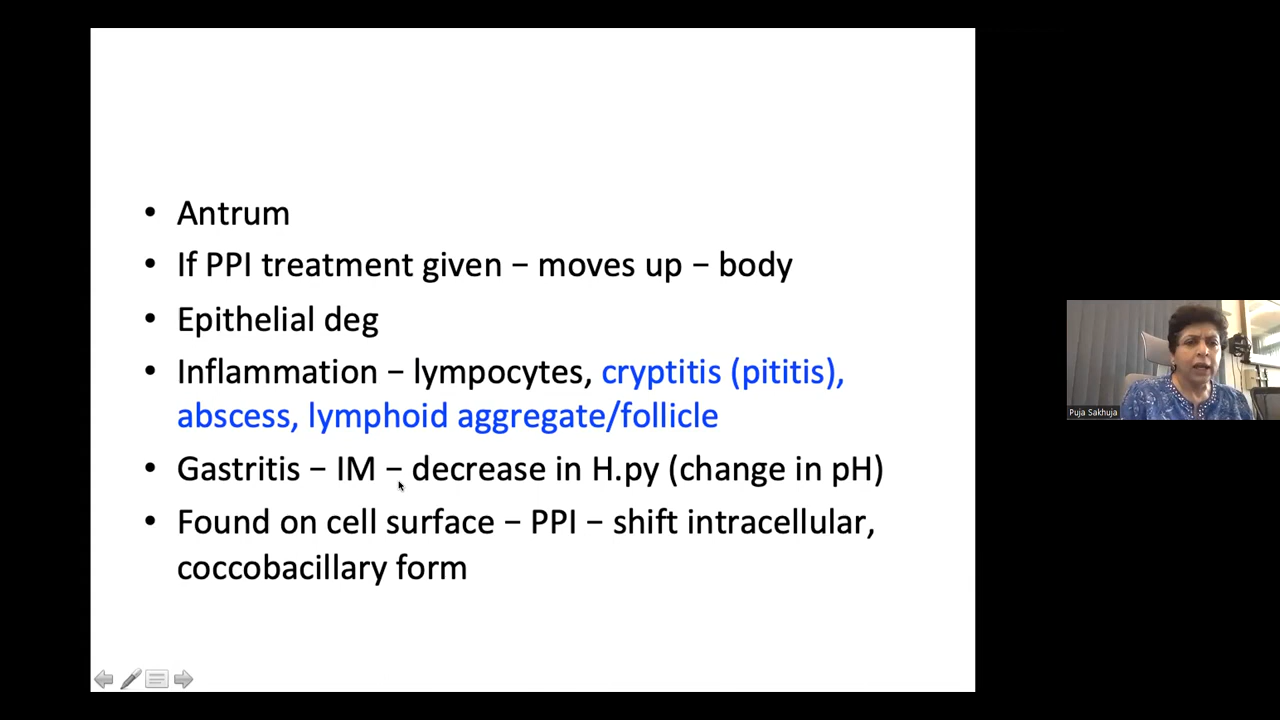 • Antrum
• If PPI treatment given – moves up – body
• Epithelial deg
• Inflammation – lympocytes, cryptitis (pititis),
abscess, lymphoid aggregate/follicle
• Gastritis – IM – decrease in H.py (change in pH)
• Found on cell surface – PPI – shift intracellular,
coccobacillary form
Puja Sakhuja